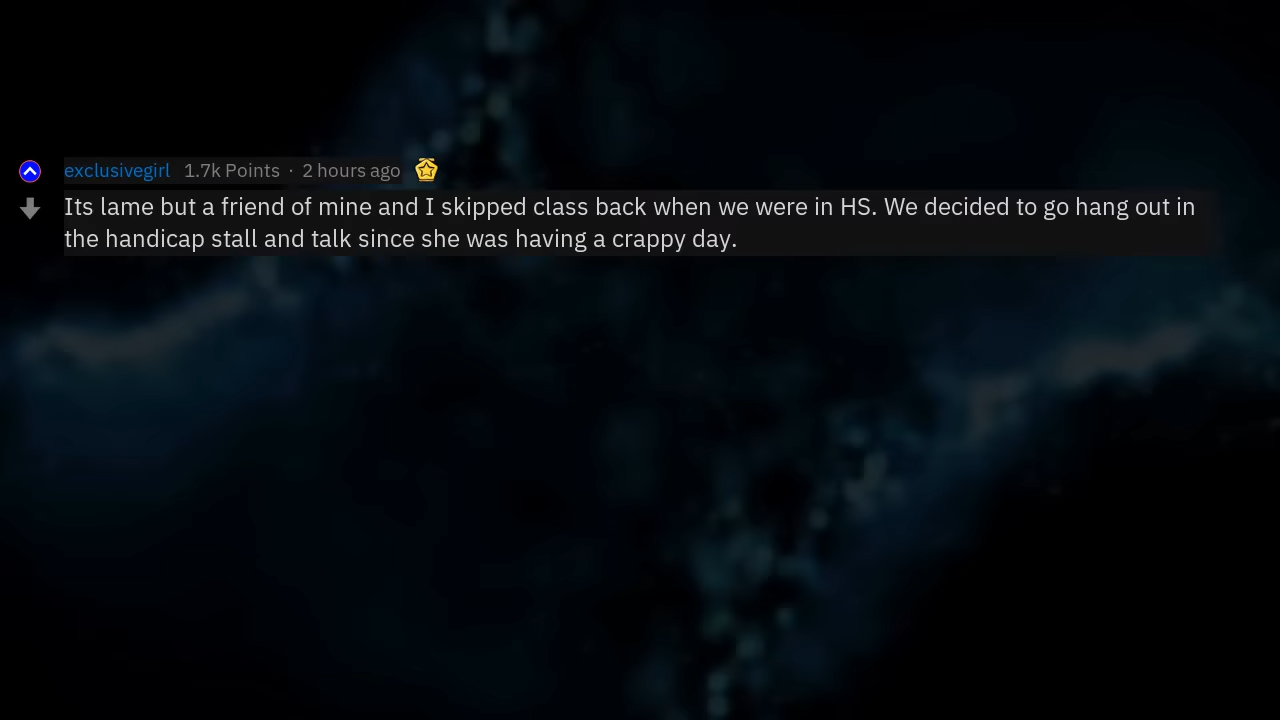 exclusivegirl 1.7k Points · 2 hours ago
Its lame but a friend of mine and I skipped class back when we were in HS. We decided to go hang out in
the handicap stall and talk since she was having a crappy day.